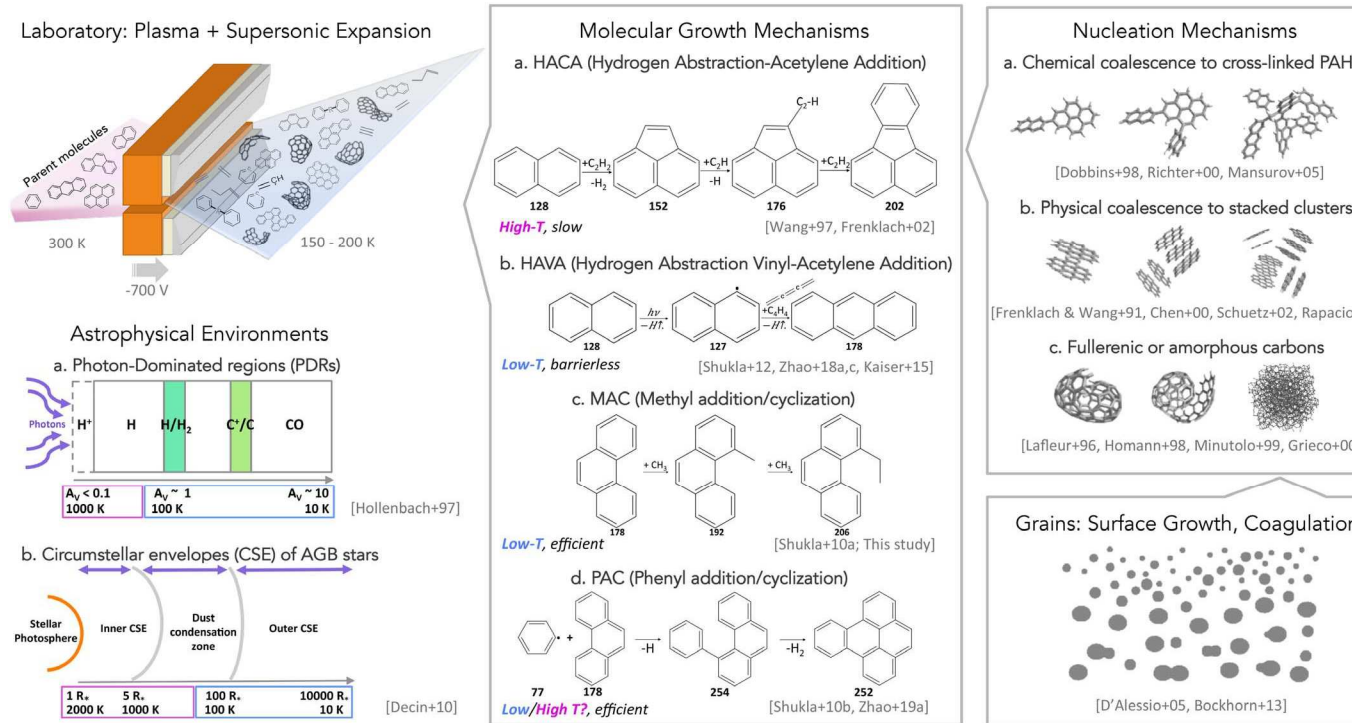 Laboratory: Plasma + Supersonic Expansion
Parent molecules
300 K
150 - 200 K
-700 V
Astrophysical Environments
a. Photon-Dominated regions (PDRs)
Photons
H⁺ H H/H₂ C⁺/C CO
A_V < 0.1 A_V ~ 1 A_V ~ 10
1000 K 100 K 10 K
[Hollenbach+97]
b. Circumstellar envelopes (CSE) of AGB stars
Stellar Photosphere
Inner CSE
Dust condensation zone
Outer CSE
1 R* 5 R* 100 R* 10000 R*
2000 K 1000 K 100 K 10 K
[Decin+10]
Molecular Growth Mechanisms
a. HACA (Hydrogen Abstraction-Acetylene Addition)
C₂-H
+C₂H₂ +C₂H +C₂H₂
-H₂ -H
128 152 176 202
High-T, slow [Wang+97, Frenklach+02]
b. HAVA (Hydrogen Abstraction Vinyl-Acetylene Addition)
hν +C₄H₄
−H↑. −H↑.
128 127 178
Low-T, barrierless [Shukla+12, Zhao+18a,c, Kaiser+15]
c. MAC (Methyl addition/cyclization)
+ CH₃ + CH₃
178 192 206
Low-T, efficient [Shukla+10a; This study]
d. PAC (Phenyl addition/cyclization)
+ -H -H₂
77 178 254 252
Low/High T?, efficient [Shukla+10b, Zhao+19a]
Nucleation Mechanisms
a. Chemical coalescence to cross-linked PAH
[Dobbins+98, Richter+00, Mansurov+05]
b. Physical coalescence to stacked clusters
[Frenklach & Wang+91, Chen+00, Schuetz+02, Rapacio
c. Fullerenic or amorphous carbons
[Lafleur+96, Homann+98, Minutolo+99, Grieco+00
Grains: Surface Growth, Coagulation
[D'Alessio+05, Bockhorn+13]